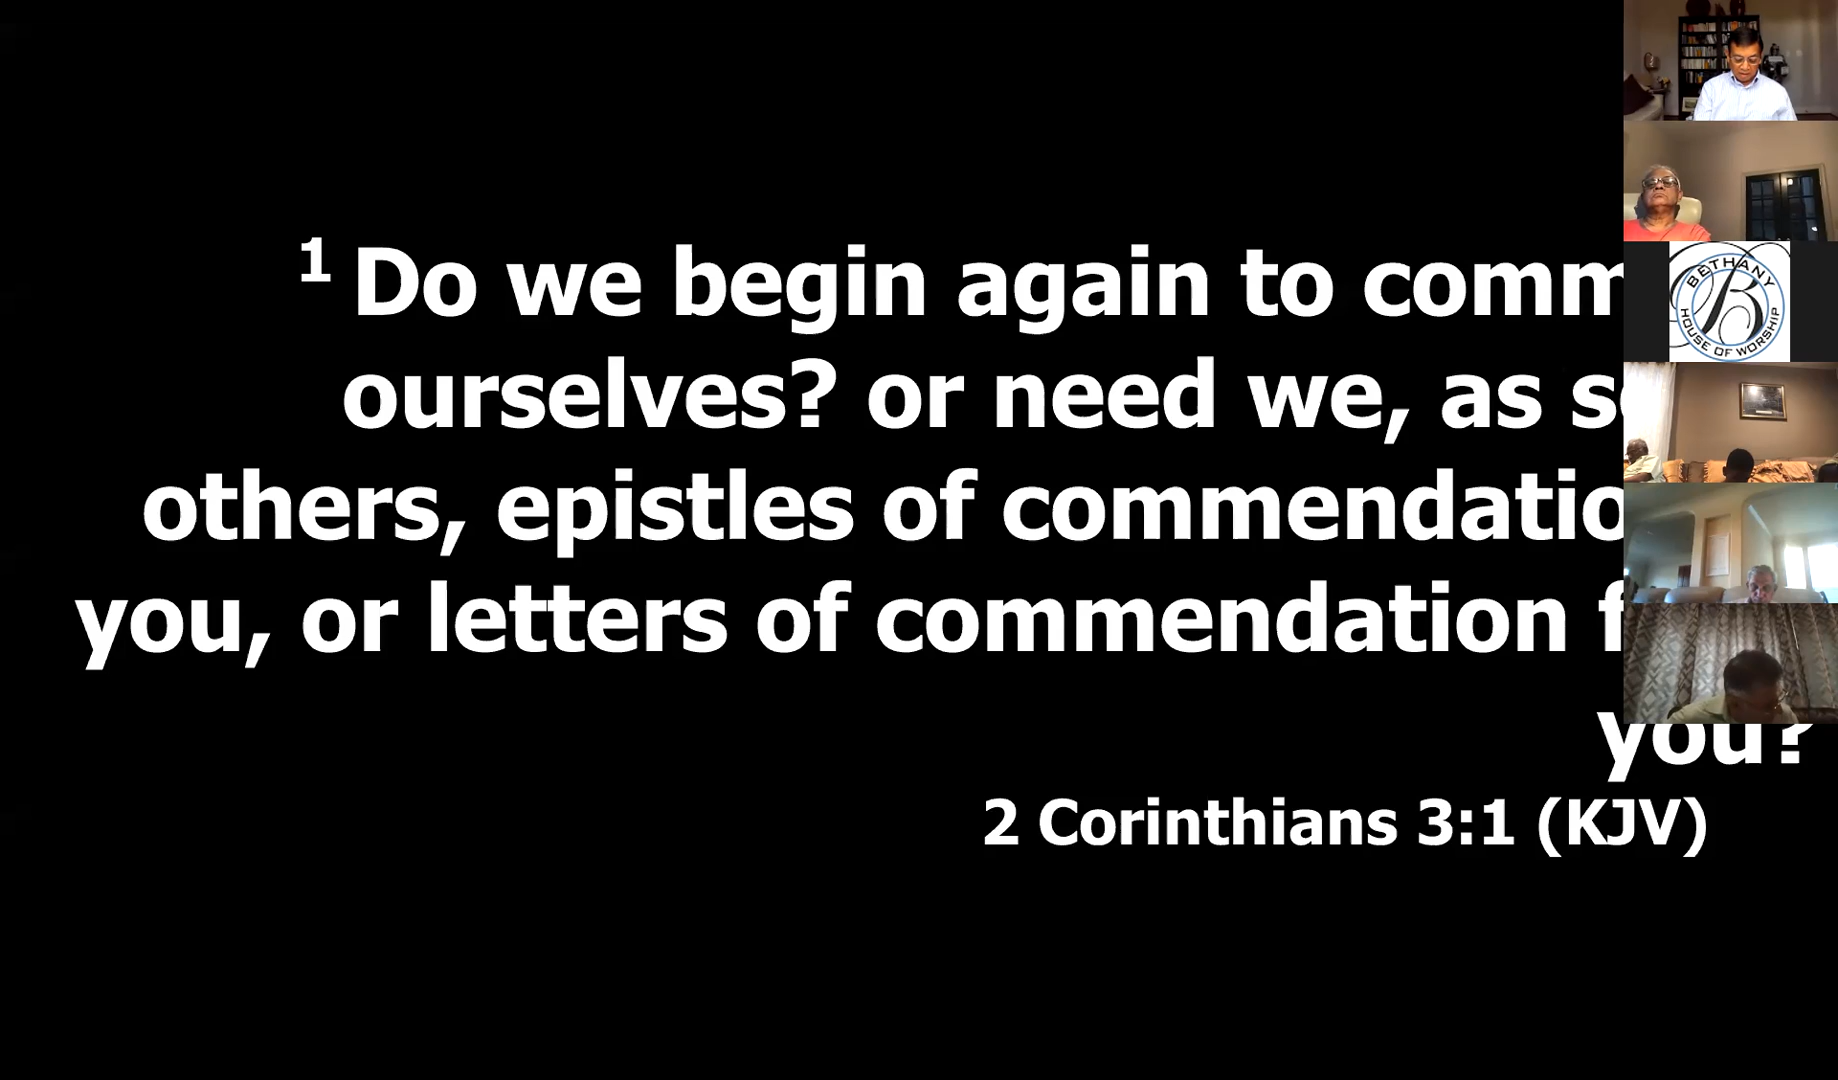 1 Do we begin again to comm
ourselves? or need we, as s
others, epistles of commendatio
you, or letters of commendation f
you?
2 Corinthians 3:1 (KJV)
BETHANY
B
HOUSE OF WORSHIP